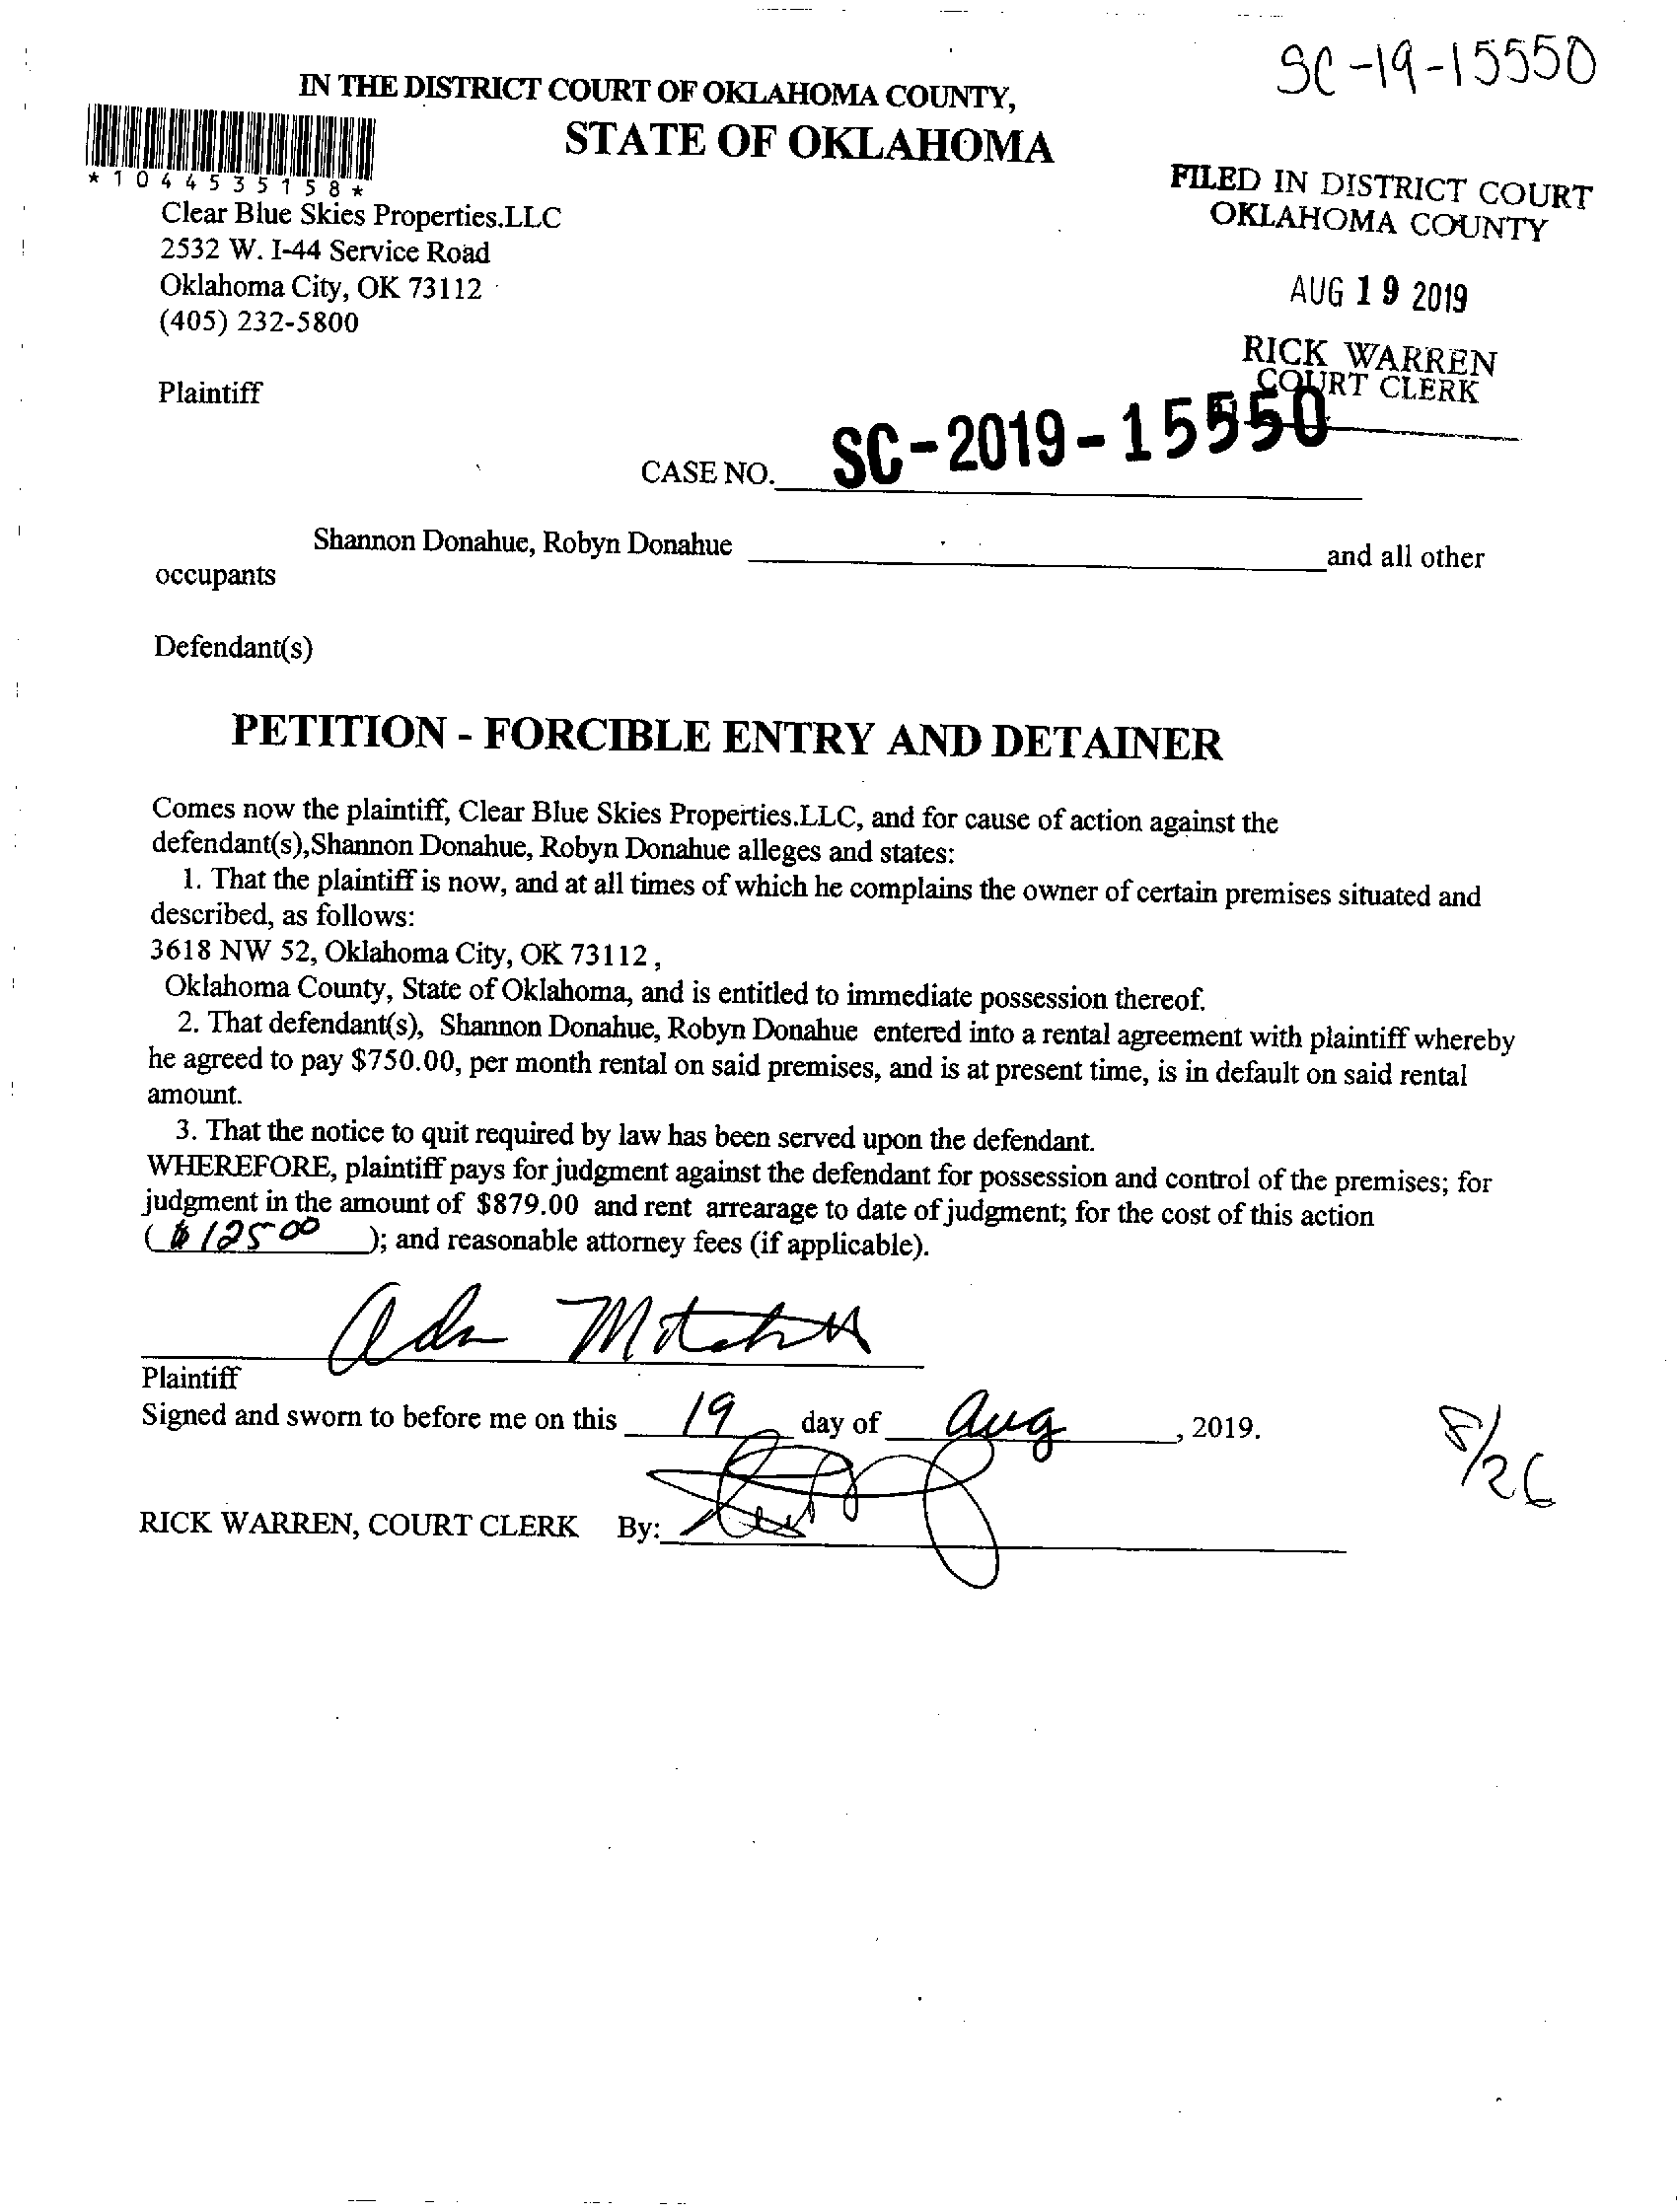 SC-19-15550
IN THE DISTRICT COURT OF OKLAHOMA COUNTY,
STATE OF OKLAHOMA
*1044535158*
FILED IN DISTRICT COURT
OKLAHOMA COUNTY
Clear Blue Skies Properties.LLC
2532 W. I-44 Service Road
Oklahoma City, OK 73112
(405) 232-5800
AUG 19 2019
RICK WARREN
COURT CLERK
Plaintiff
CASE NO. SC-2019-15550
Shannon Donahue, Robyn Donahue and all other
occupants
Defendant(s)
PETITION - FORCIBLE ENTRY AND DETAINER
Comes now the plaintiff, Clear Blue Skies Properties.LLC, and for cause of action against the
defendant(s),Shannon Donahue, Robyn Donahue alleges and states:
1. That the plaintiff is now, and at all times of which he complains the owner of certain premises situated and
described, as follows:
3618 NW 52, Oklahoma City, OK 73112 ,
Oklahoma County, State of Oklahoma, and is entitled to immediate possession thereof.
2. That defendant(s), Shannon Donahue, Robyn Donahue entered into a rental agreement with plaintiff whereby
he agreed to pay $750.00, per month rental on said premises, and is at present time, is in default on said rental
amount.
3. That the notice to quit required by law has been served upon the defendant.
WHEREFORE, plaintiff pays for judgment against the defendant for possession and control of the premises; for
judgment in the amount of $879.00 and rent arrearage to date of judgment; for the cost of this action
( $125 00 ); and reasonable attorney fees (if applicable).
Plaintiff
Signed and sworn to before me on this 19 day of Aug, 2019.
8/26
RICK WARREN, COURT CLERK By: